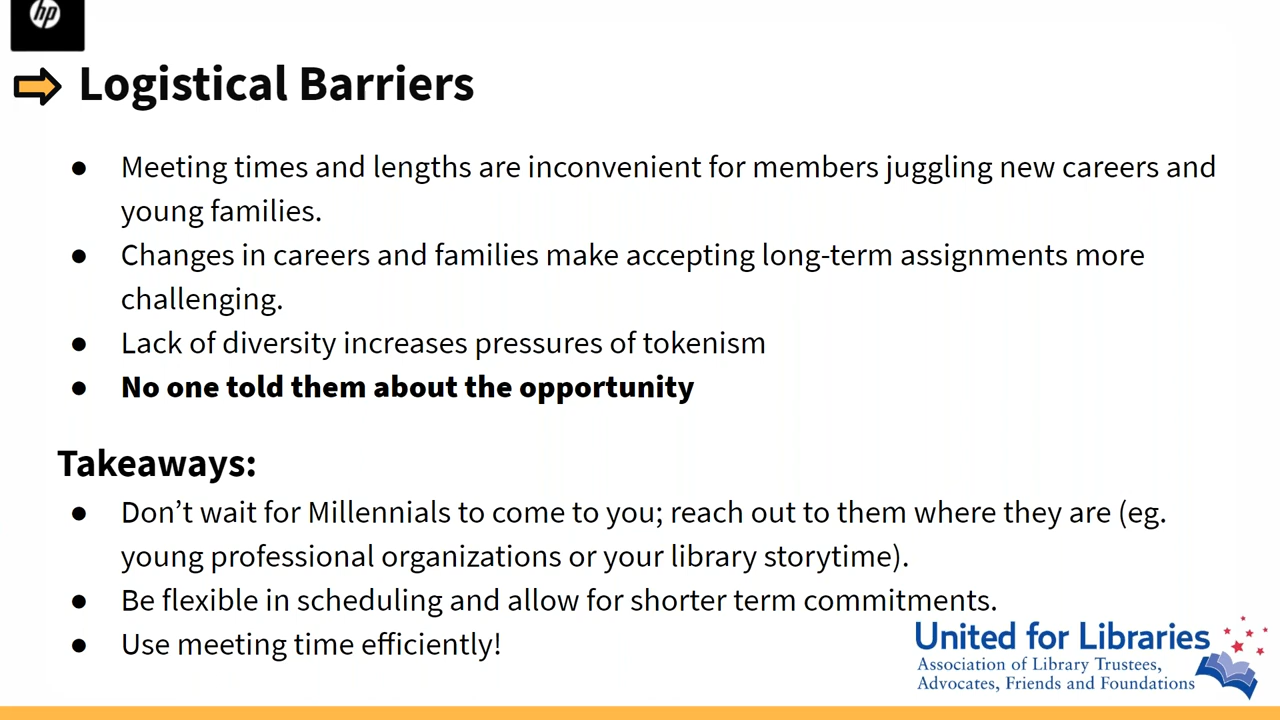 hp
Logistical Barriers
● Meeting times and lengths are inconvenient for members juggling new careers and
young families.
● Changes in careers and families make accepting long-term assignments more
challenging.
● Lack of diversity increases pressures of tokenism
● No one told them about the opportunity
Takeaways:
● Don’t wait for Millennials to come to you; reach out to them where they are (eg.
young professional organizations or your library storytime).
● Be flexible in scheduling and allow for shorter term commitments.
● Use meeting time efficiently!
United for Libraries
Association of Library Trustees,
Advocates, Friends and Foundations